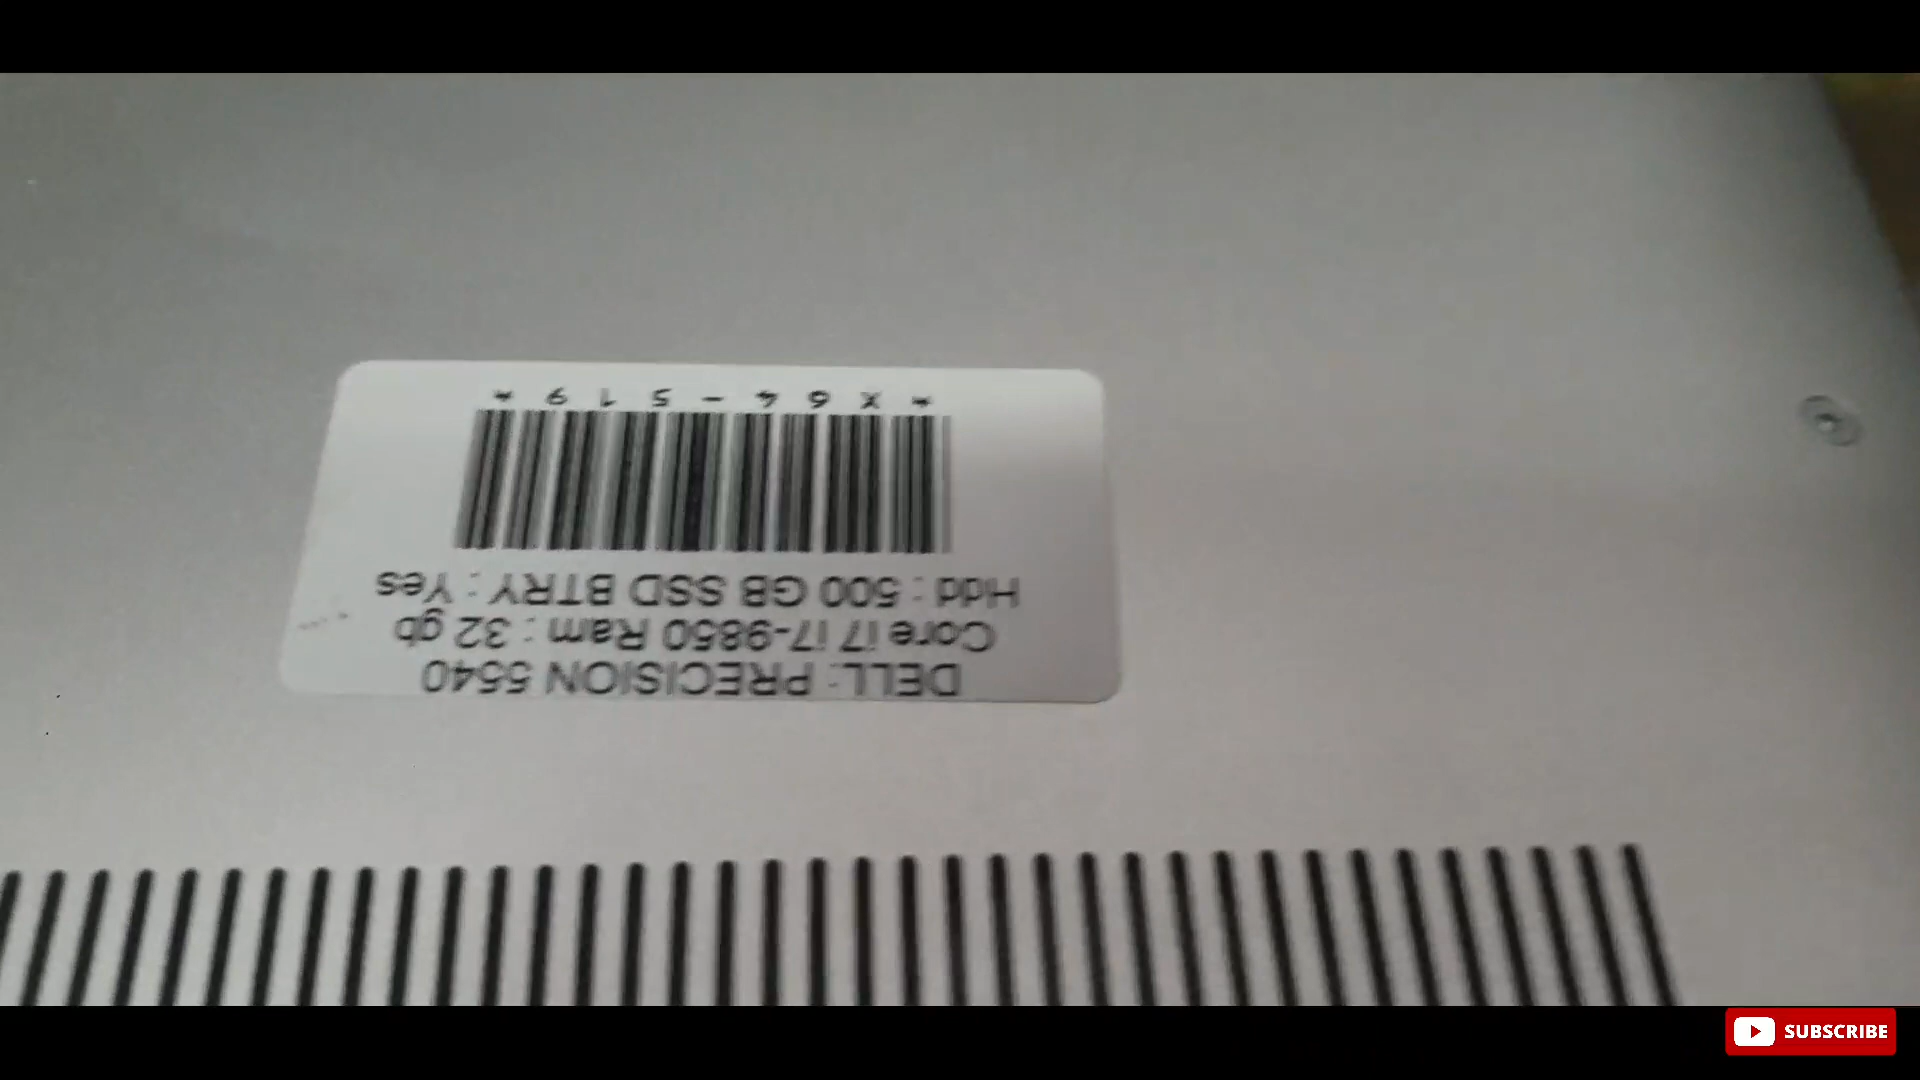 DELL: PRECISION 5540
Core i7 i7-9850 Ram : 32 gb
Hdd : 500 GB SSD BTRY : Yes
*X64-519*
SUBSCRIBE